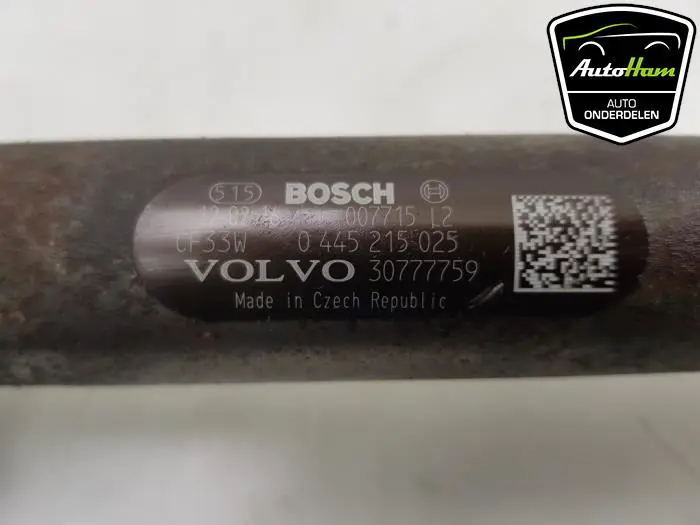 AutoHam
AUTO
ONDERDELEN
515 BOSCH
007715 L2
CF33W 0 445 215 025
VOLVO 30777759
Made in Czech Republic